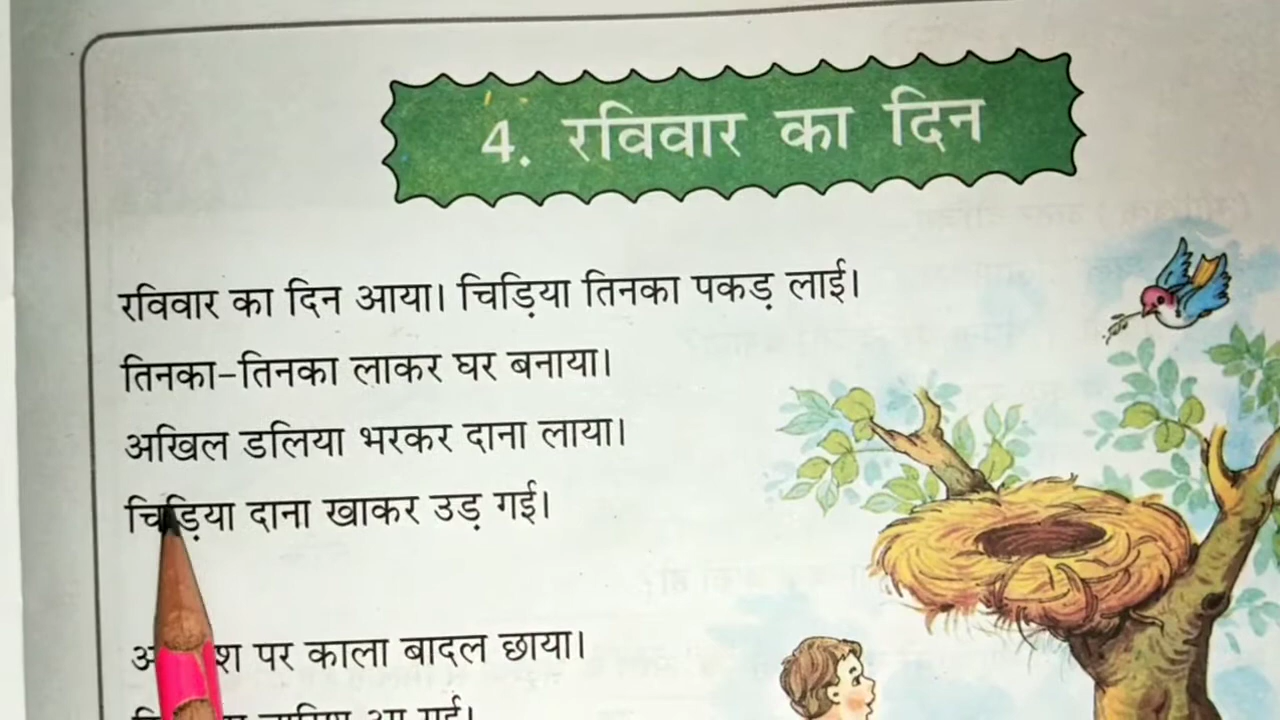 4. रविवार का दिन
रविवार का दिन आया। चिड़िया तिनका पकड़ लाई।
तिनका-तिनका लाकर घर बनाया।
अखिल डलिया भरकर दाना लाया।
चिड़िया दाना खाकर उड़ गई।
पर काला बादल छाया।